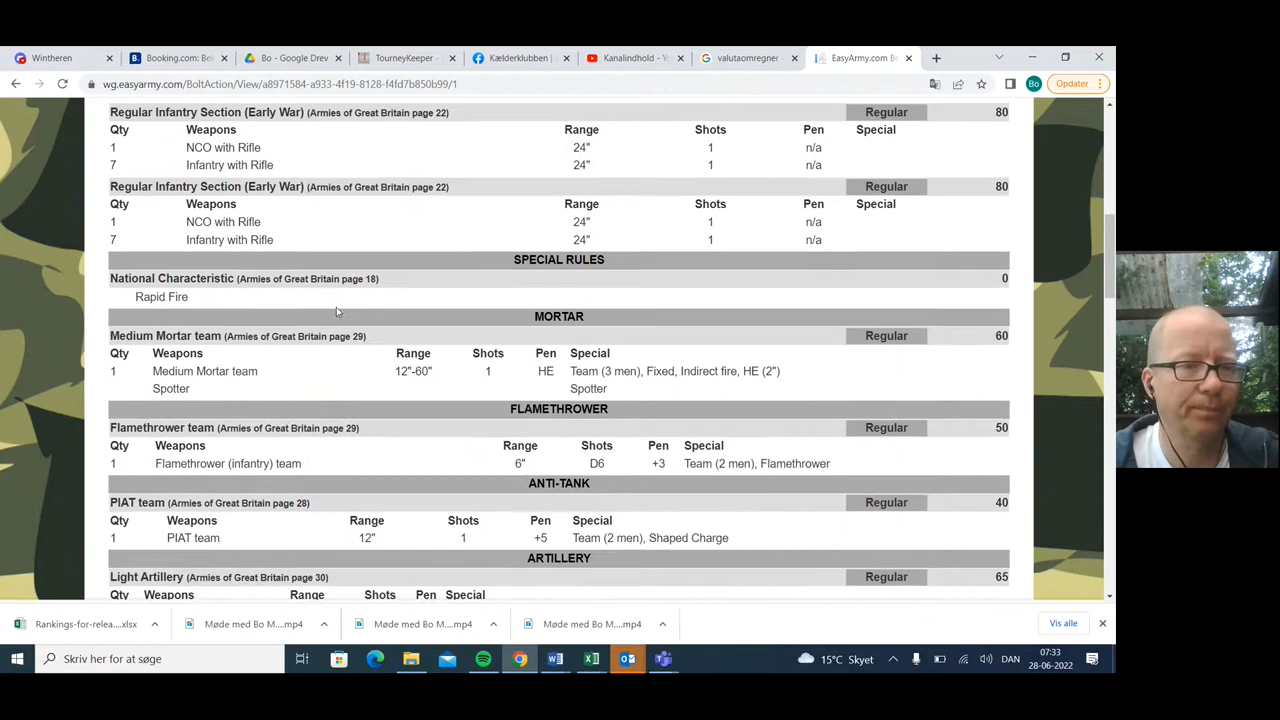 Wintheren
Booking.com: Be
Bo - Google Drev
TourneyKeeper -
Kælderklubben |
Kanalindhold - Yo
valutaomregner -
EasyArmy.com B
wg.easyarmy.com/BoltAction/View/a8971584-a933-4f19-8128-f4fd7b850b99/1
Bo
Opdater
Regular Infantry Section (Early War) (Armies of Great Britain page 22) Regular 80
Qty Weapons Range Shots Pen Special
1 NCO with Rifle 24" 1 n/a
7 Infantry with Rifle 24" 1 n/a
Regular Infantry Section (Early War) (Armies of Great Britain page 22) Regular 80
Qty Weapons Range Shots Pen Special
1 NCO with Rifle 24" 1 n/a
7 Infantry with Rifle 24" 1 n/a
SPECIAL RULES
National Characteristic (Armies of Great Britain page 18) 0
Rapid Fire
MORTAR
Medium Mortar team (Armies of Great Britain page 29) Regular 60
Qty Weapons Range Shots Pen Special
1 Medium Mortar team 12"-60" 1 HE Team (3 men), Fixed, Indirect fire, HE (2")
Spotter Spotter
FLAMETHROWER
Flamethrower team (Armies of Great Britain page 29) Regular 50
Qty Weapons Range Shots Pen Special
1 Flamethrower (infantry) team 6" D6 +3 Team (2 men), Flamethrower
ANTI-TANK
PIAT team (Armies of Great Britain page 28) Regular 40
Qty Weapons Range Shots Pen Special
1 PIAT team 12" 1 +5 Team (2 men), Shaped Charge
ARTILLERY
Light Artillery (Armies of Great Britain page 30) Regular 65
Qty Weapons Range Shots Pen Special
Rankings-for-relea....xlsx
Møde med Bo M....mp4
Møde med Bo M....mp4
Møde med Bo M....mp4
Vis alle
Skriv her for at søge
15°C Skyet
DAN
07:33
28-06-2022